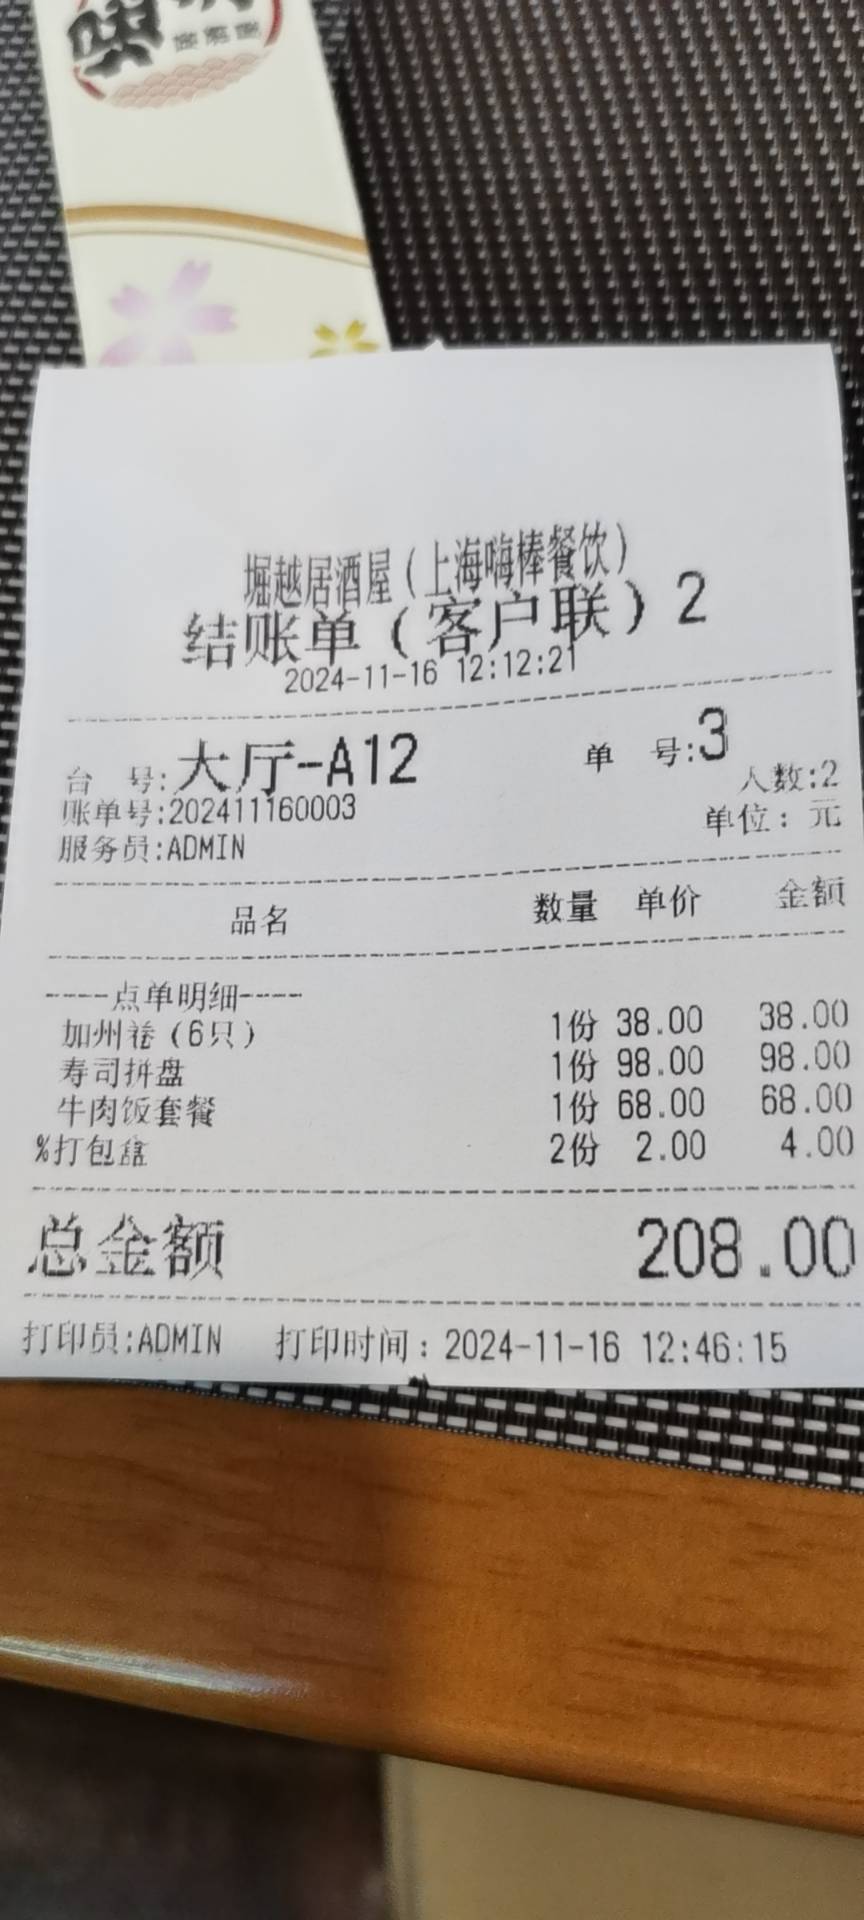 居酒屋
堀越居酒屋(上海嗨棒餐饮)
结账单(客户联)2
2024-11-16 12:12:21
台 号:大厅-A12 单 号:3
人数:2
账单号:202411160003
单位: 元
服务员:ADMIN
品名 数量 单价 金额
----点单明细----
加州卷(6只) 1份 38.00 38.00
寿司拼盘 1份 98.00 98.00
牛肉饭套餐 1份 68.00 68.00
%打包盒 2份 2.00 4.00
总金额 208.00
打印员:ADMIN 打印时间: 2024-11-16 12:46:15